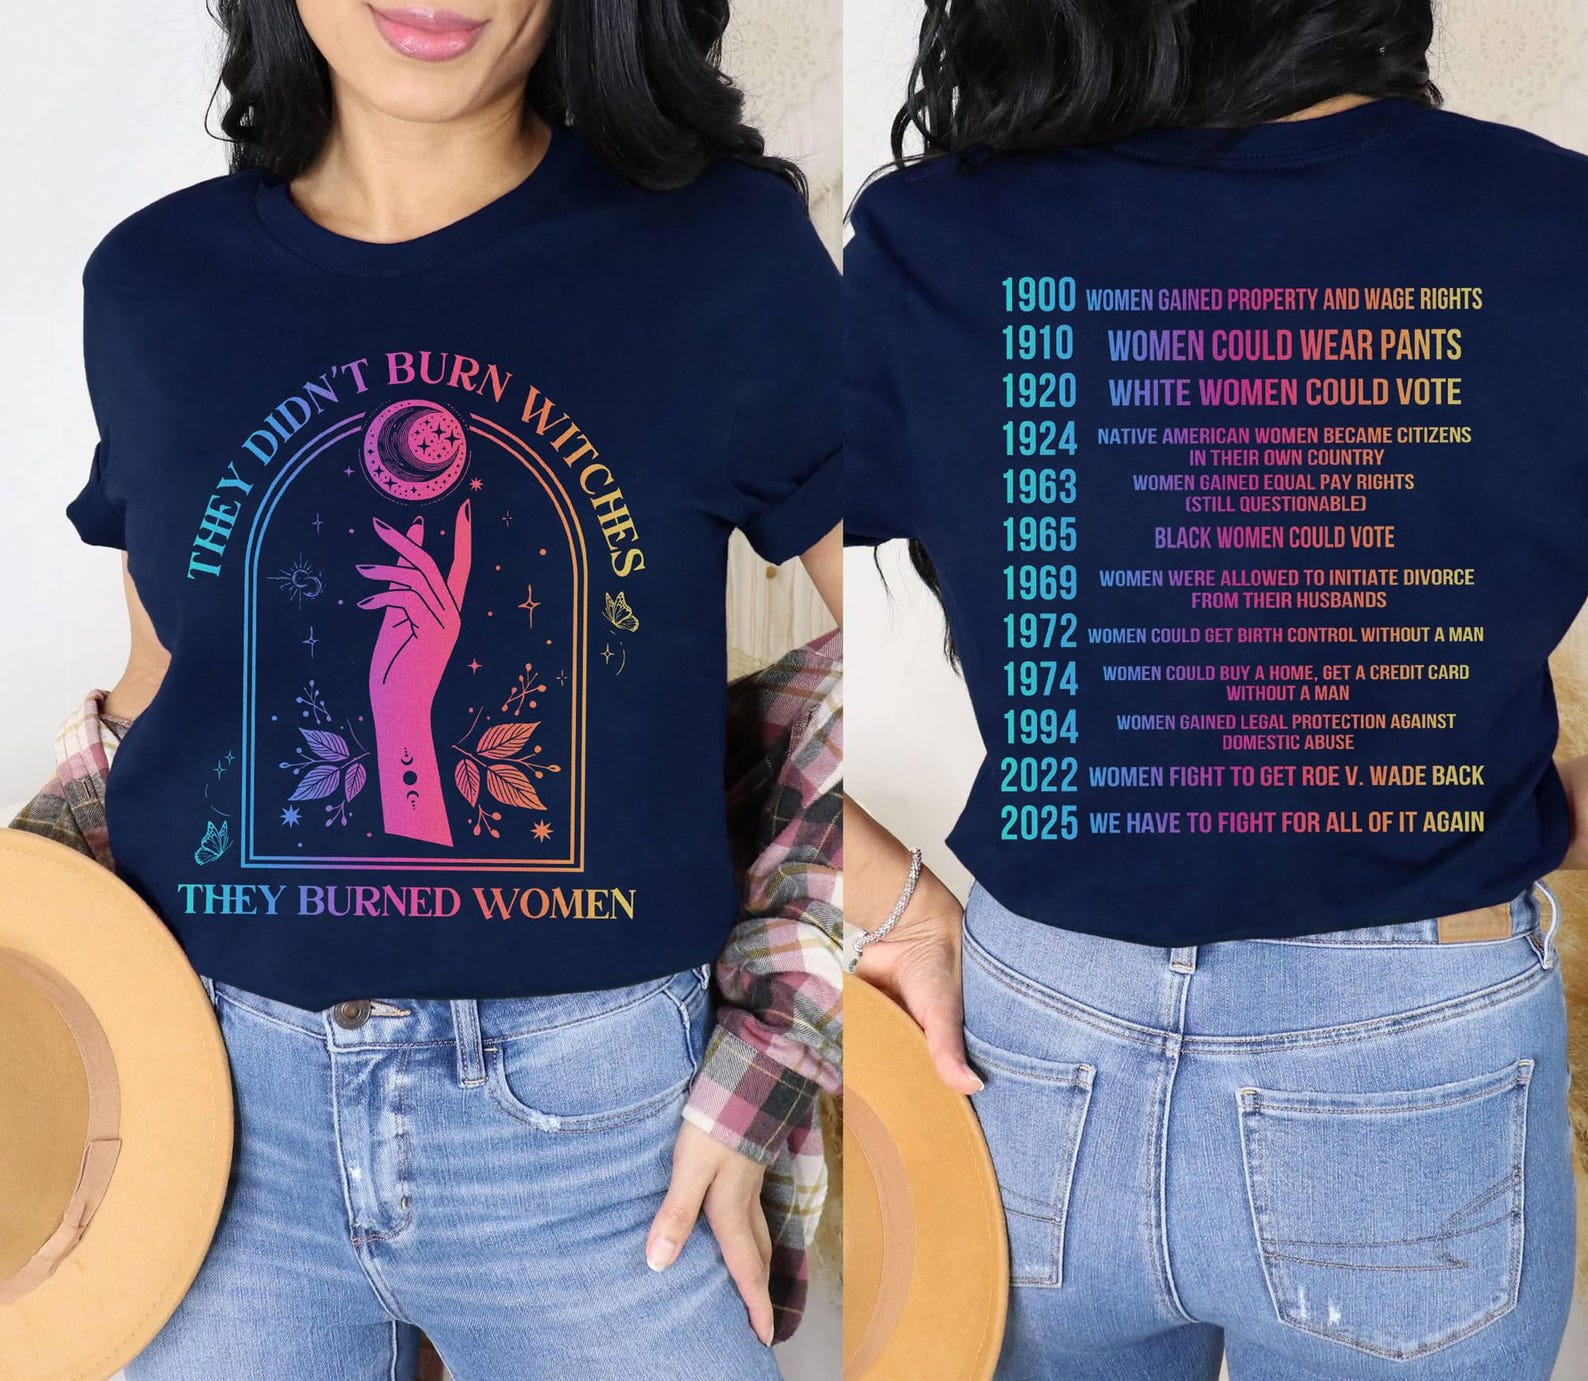 THEY DIDN'T BURN WITCHES
THEY BURNED WOMEN
1900 WOMEN GAINED PROPERTY AND WAGE RIGHTS
1910 WOMEN COULD WEAR PANTS
1920 WHITE WOMEN COULD VOTE
1924 NATIVE AMERICAN WOMEN BECAME CITIZENS
IN THEIR OWN COUNTRY
1963 WOMEN GAINED EQUAL PAY RIGHTS
(STILL QUESTIONABLE)
1965 BLACK WOMEN COULD VOTE
1969 WOMEN WERE ALLOWED TO INITIATE DIVORCE
FROM THEIR HUSBANDS
1972 WOMEN COULD GET BIRTH CONTROL WITHOUT A MAN
1974 WOMEN COULD BUY A HOME, GET A CREDIT CARD
WITHOUT A MAN
1994 WOMEN GAINED LEGAL PROTECTION AGAINST
DOMESTIC ABUSE
2022 WOMEN FIGHT TO GET ROE V. WADE BACK
2025 WE HAVE TO FIGHT FOR ALL OF IT AGAIN